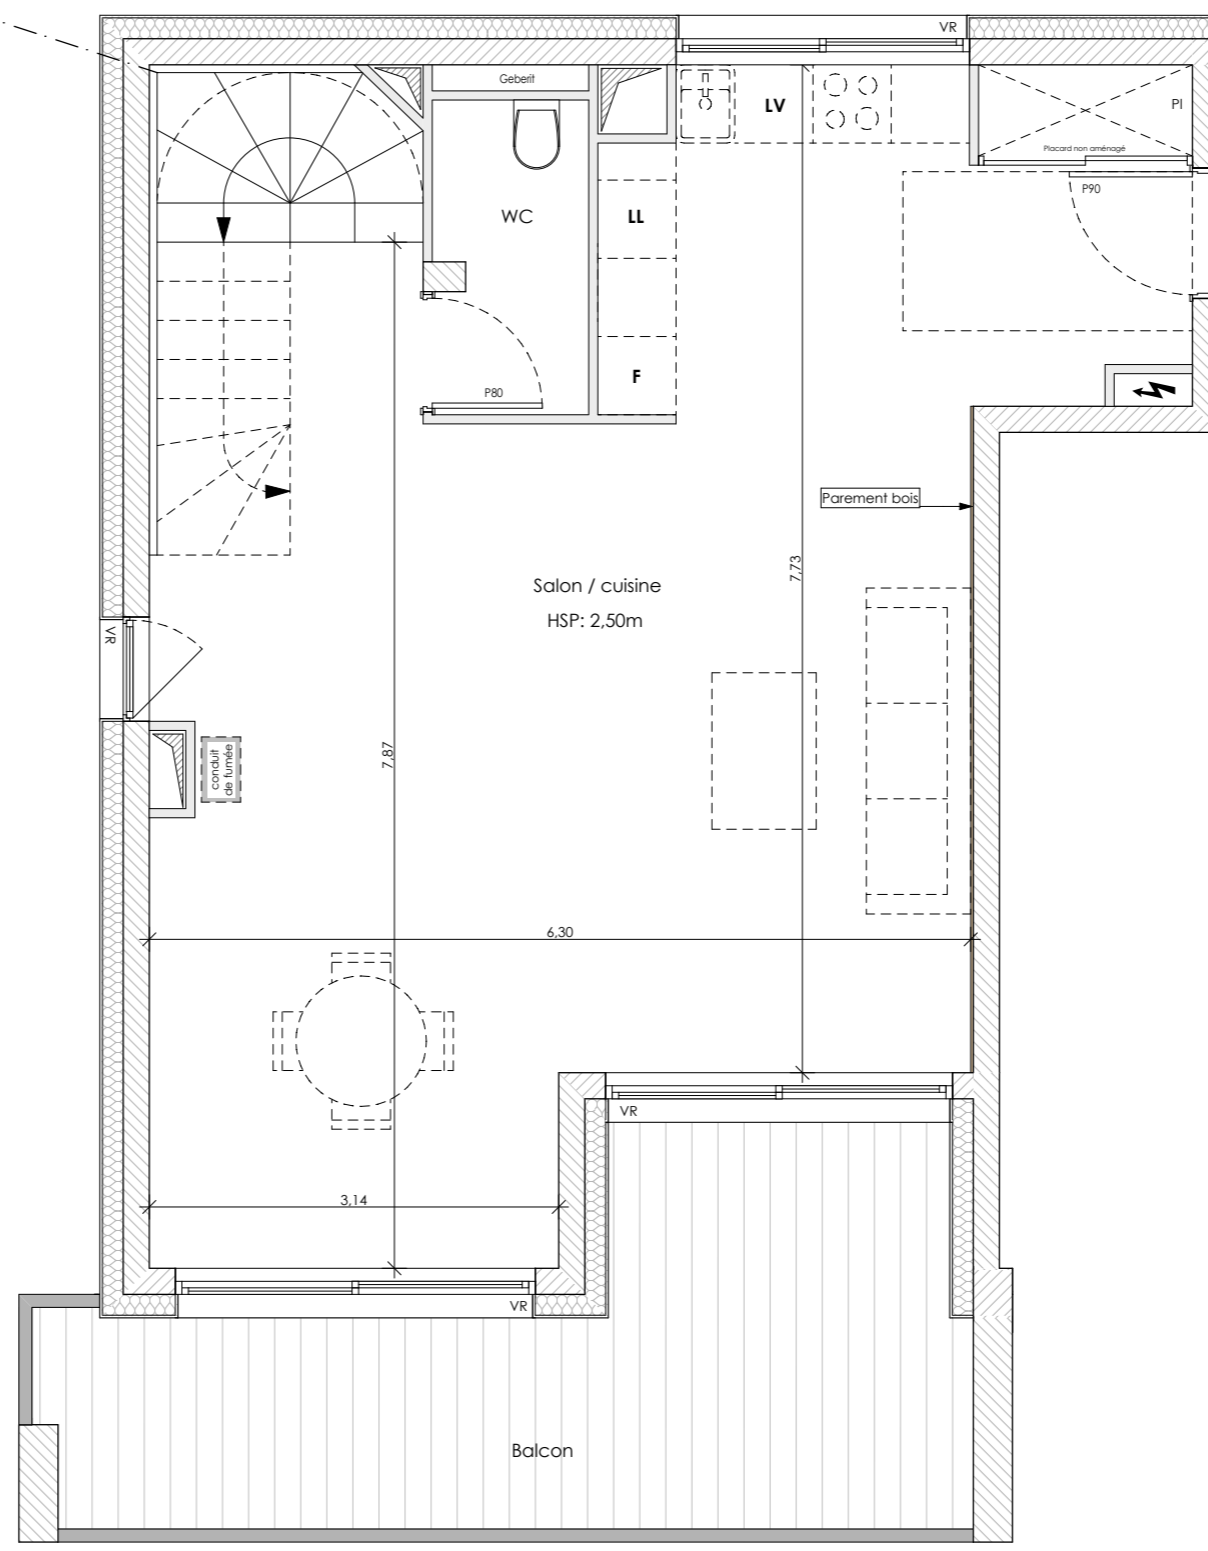 VR
Geberit
LV
Pl
Placard non aménagé
P90
WC
LL
F
P80
Parement bois
7,73
Salon / cuisine
HSP: 2,50m
VR
conduit
de fumée
7,87
6,30
VR
3,14
VR
Balcon